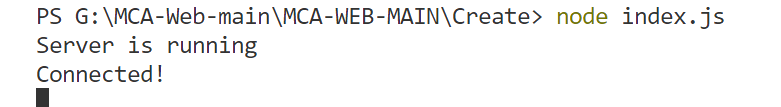 PS G:\MCA-Web-main\MCA-WEB-MAIN\Create> node index.js
Server is running
Connected!